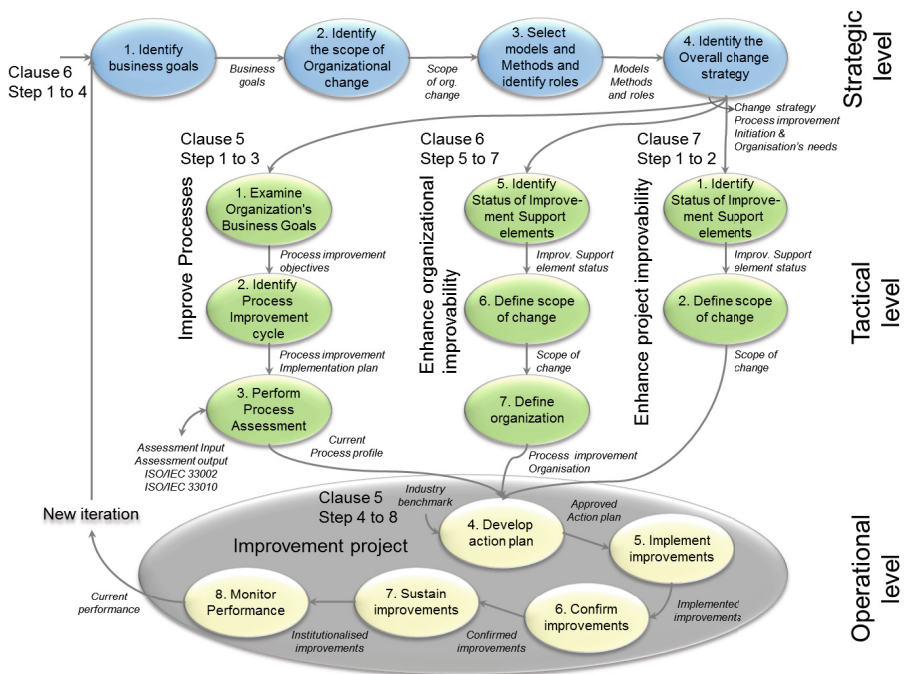 Clause 6
Step 1 to 4
1. Identify
business goals
Business
goals
2. Identify
the scope of
Organizational
change
Scope
of org.
change
3. Select
models and
Methods and
identify roles
Models
Methods
and roles
4. Identify the
Overall change
strategy
Strategic
level
Change strategy
Process improvement
Initiation &
Organisation's needs
Clause 5
Step 1 to 3
Clause 6
Step 5 to 7
Clause 7
Step 1 to 2
Improve Processes
1. Examine
Organization's
Business Goals
Process improvement
objectives
2. Identify
Process
Improvement
cycle
Process improvement
Implementation plan
3. Perform
Process
Assessment
Assessment Input
Assessment output
ISO/IEC 33002
ISO/IEC 33010
Current
Process profile
Enhance organizational
improvability
5. Identify
Status of Improve-
ment Support
elements
Improv. Support
element status
6. Define scope
of change
Scope of
change
7. Define
organization
Process improvement
Organisation
Enhance project improvability
1. Identify
Status of Improve-
ment Support
elements
Improv. Support
element status
2. Define scope
of change
Scope of
change
Tactical
level
New iteration
Clause 5
Step 4 to 8
Improvement project
Industry
benchmark
4. Develop
action plan
Approved
Action plan
5. Implement
improvements
Implemented
improvements
6. Confirm
improvements
Confirmed
improvements
7. Sustain
improvements
Institutionalised
improvements
8. Monitor
Performance
Current
performance
Operational
level